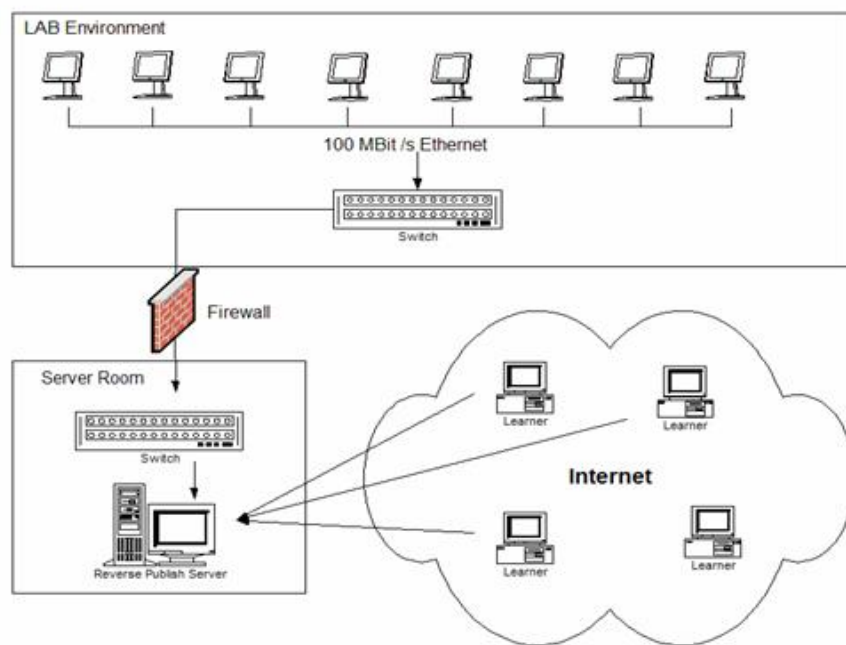 LAB Environment
100 MBit /s Ethernet
Switch
Firewall
Server Room
Switch
Reverse Publish Server
Learner
Learner
Internet
Learner
Learner